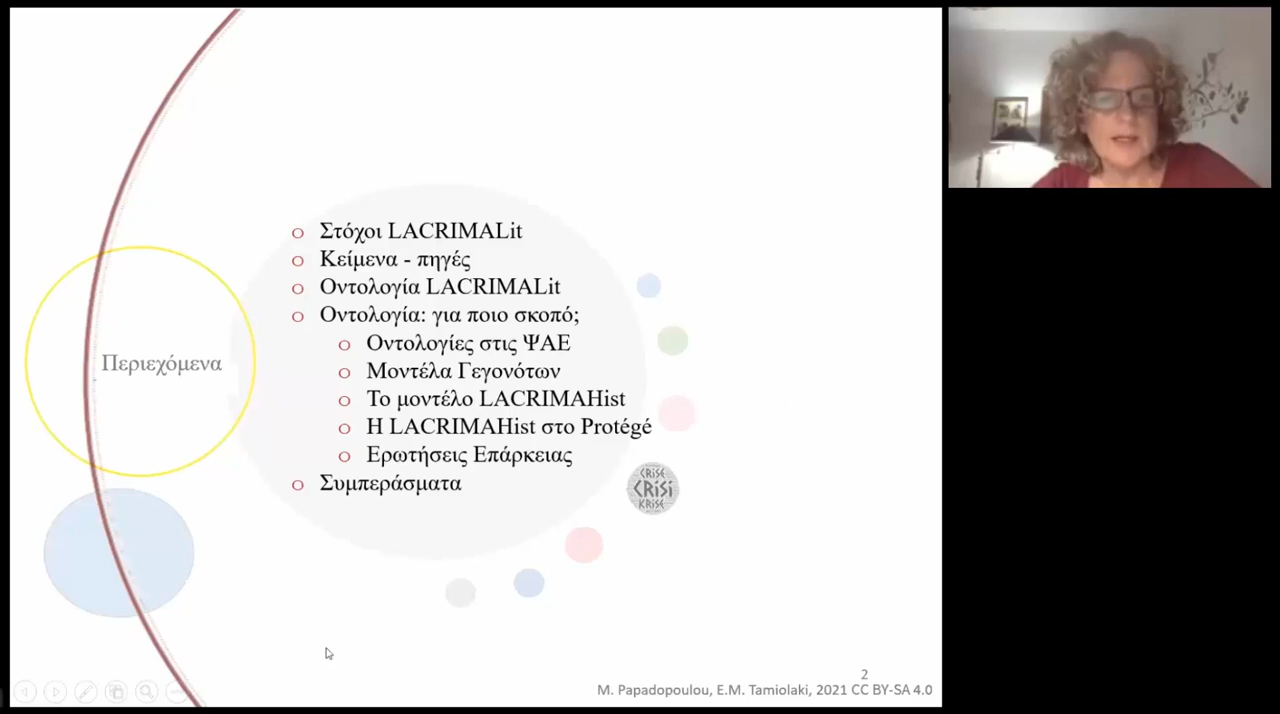 Περιεχόμενα
Στόχοι LACRIMALit
Κείμενα - πηγές
Οντολογία LACRIMALit
Οντολογία: για ποιο σκοπό;
Οντολογίες στις ΨΑΕ
Μοντέλα Γεγονότων
Το μοντέλο LACRIMAHist
Η LACRIMAHist στο Protégé
Ερωτήσεις Επάρκειας
Συμπεράσματα
CRiSE
CRiSi
KRiSE
2
M. Papadopoulou, E.M. Tamiolaki, 2021 CC BY-SA 4.0